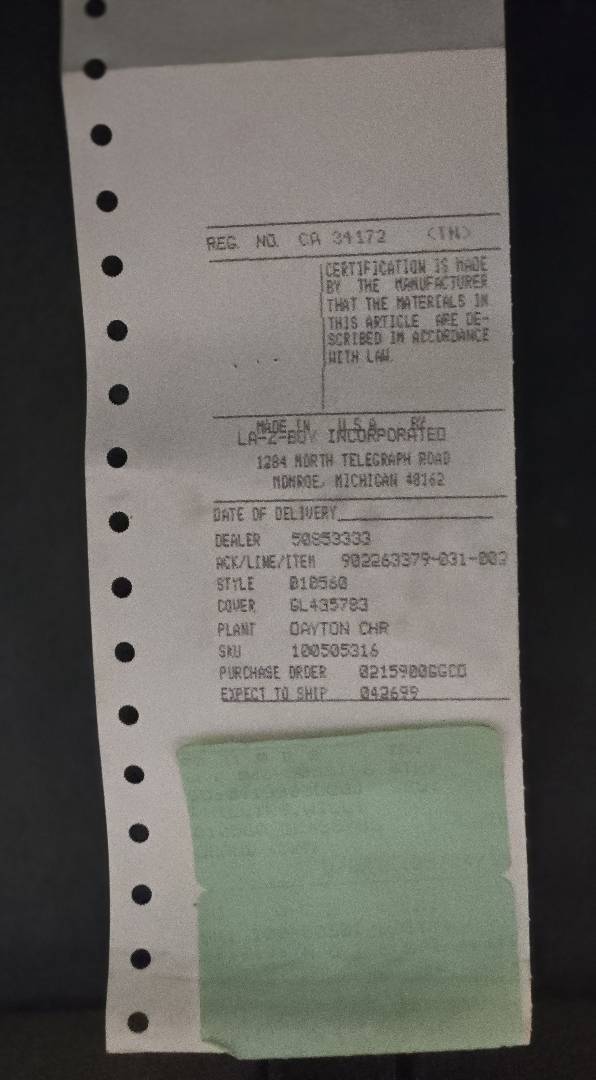 REG. NO. CA 34172 (TN)
CERTIFICATION IS MADE
BY THE MANUFACTURER
THAT THE MATERIALS IN
THIS ARTICLE ARE DE-
SCRIBED IN ACCORDANCE
WITH LAW.
MADE IN U.S.A. BY
LA-Z-BOY INCORPORATED
1284 NORTH TELEGRAPH ROAD
MONROE, MICHIGAN 48162
DATE OF DELIVERY
DEALER 50853333
ACK/LINE/ITEM 902263379-031-003
STYLE 010560
COVER GL435783
PLANT DAYTON CHR
SKU 100505316
PURCHASE ORDER 0215900GGCO
EXPECT TO SHIP 042699